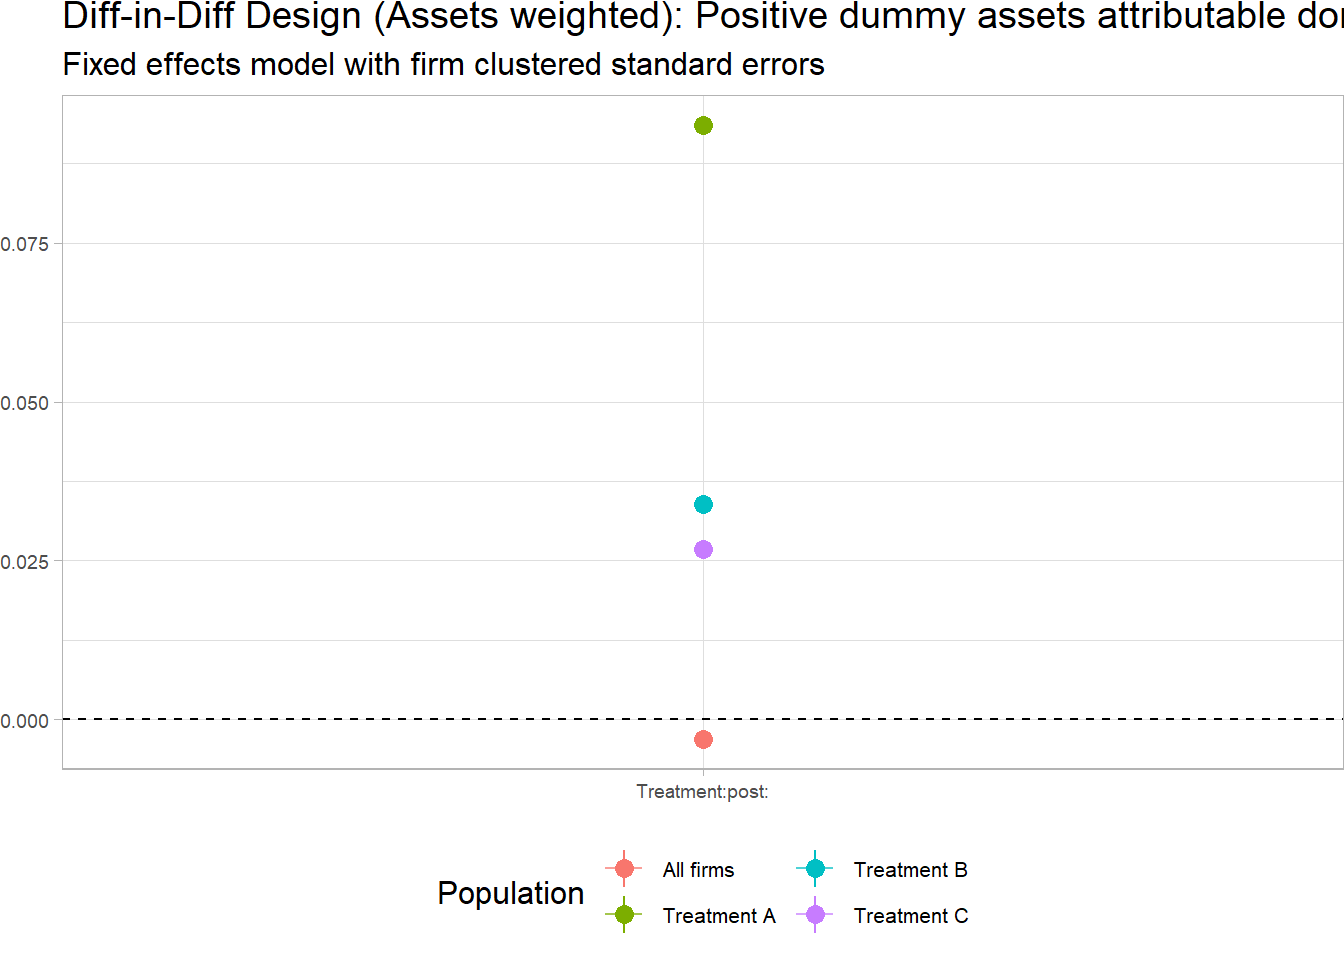 Diff-in-Diff Design (Assets weighted): Positive dummy assets attributable
Fixed effects model with firm clustered standard errors
0.075
0.050
0.025
0.000
Treatment:post:
Population
All firms
Treatment B
Treatment A
Treatment C